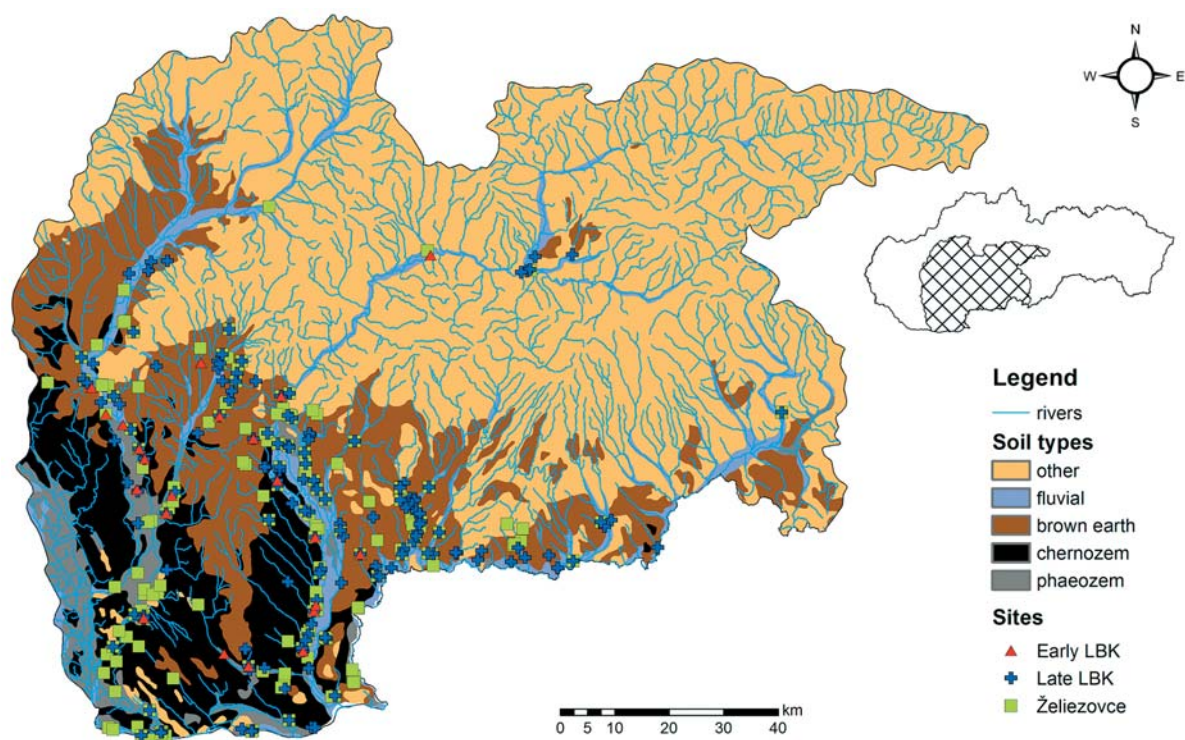 N
W E
S
Legend
rivers
Soil types
other
fluvial
brown earth
chernozem
phaeozem
Sites
Early LBK
Late LBK
Želiezovce
km
0 5 10 20 30 40